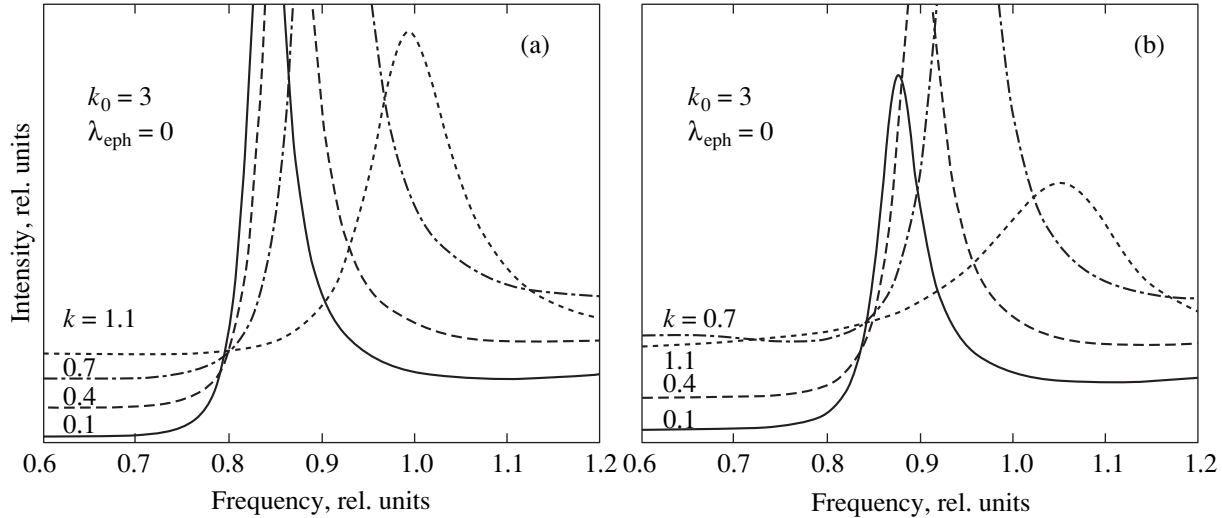 (a)
k₀ = 3
λeph = 0
Intensity, rel. units
k = 1.1
0.7
0.4
0.1
0.6 0.7 0.8 0.9 1.0 1.1 1.2
Frequency, rel. units
(b)
k₀ = 3
λeph = 0
k = 0.7
1.1
0.4
0.1
0.6 0.7 0.8 0.9 1.0 1.1 1.2
Frequency, rel. units